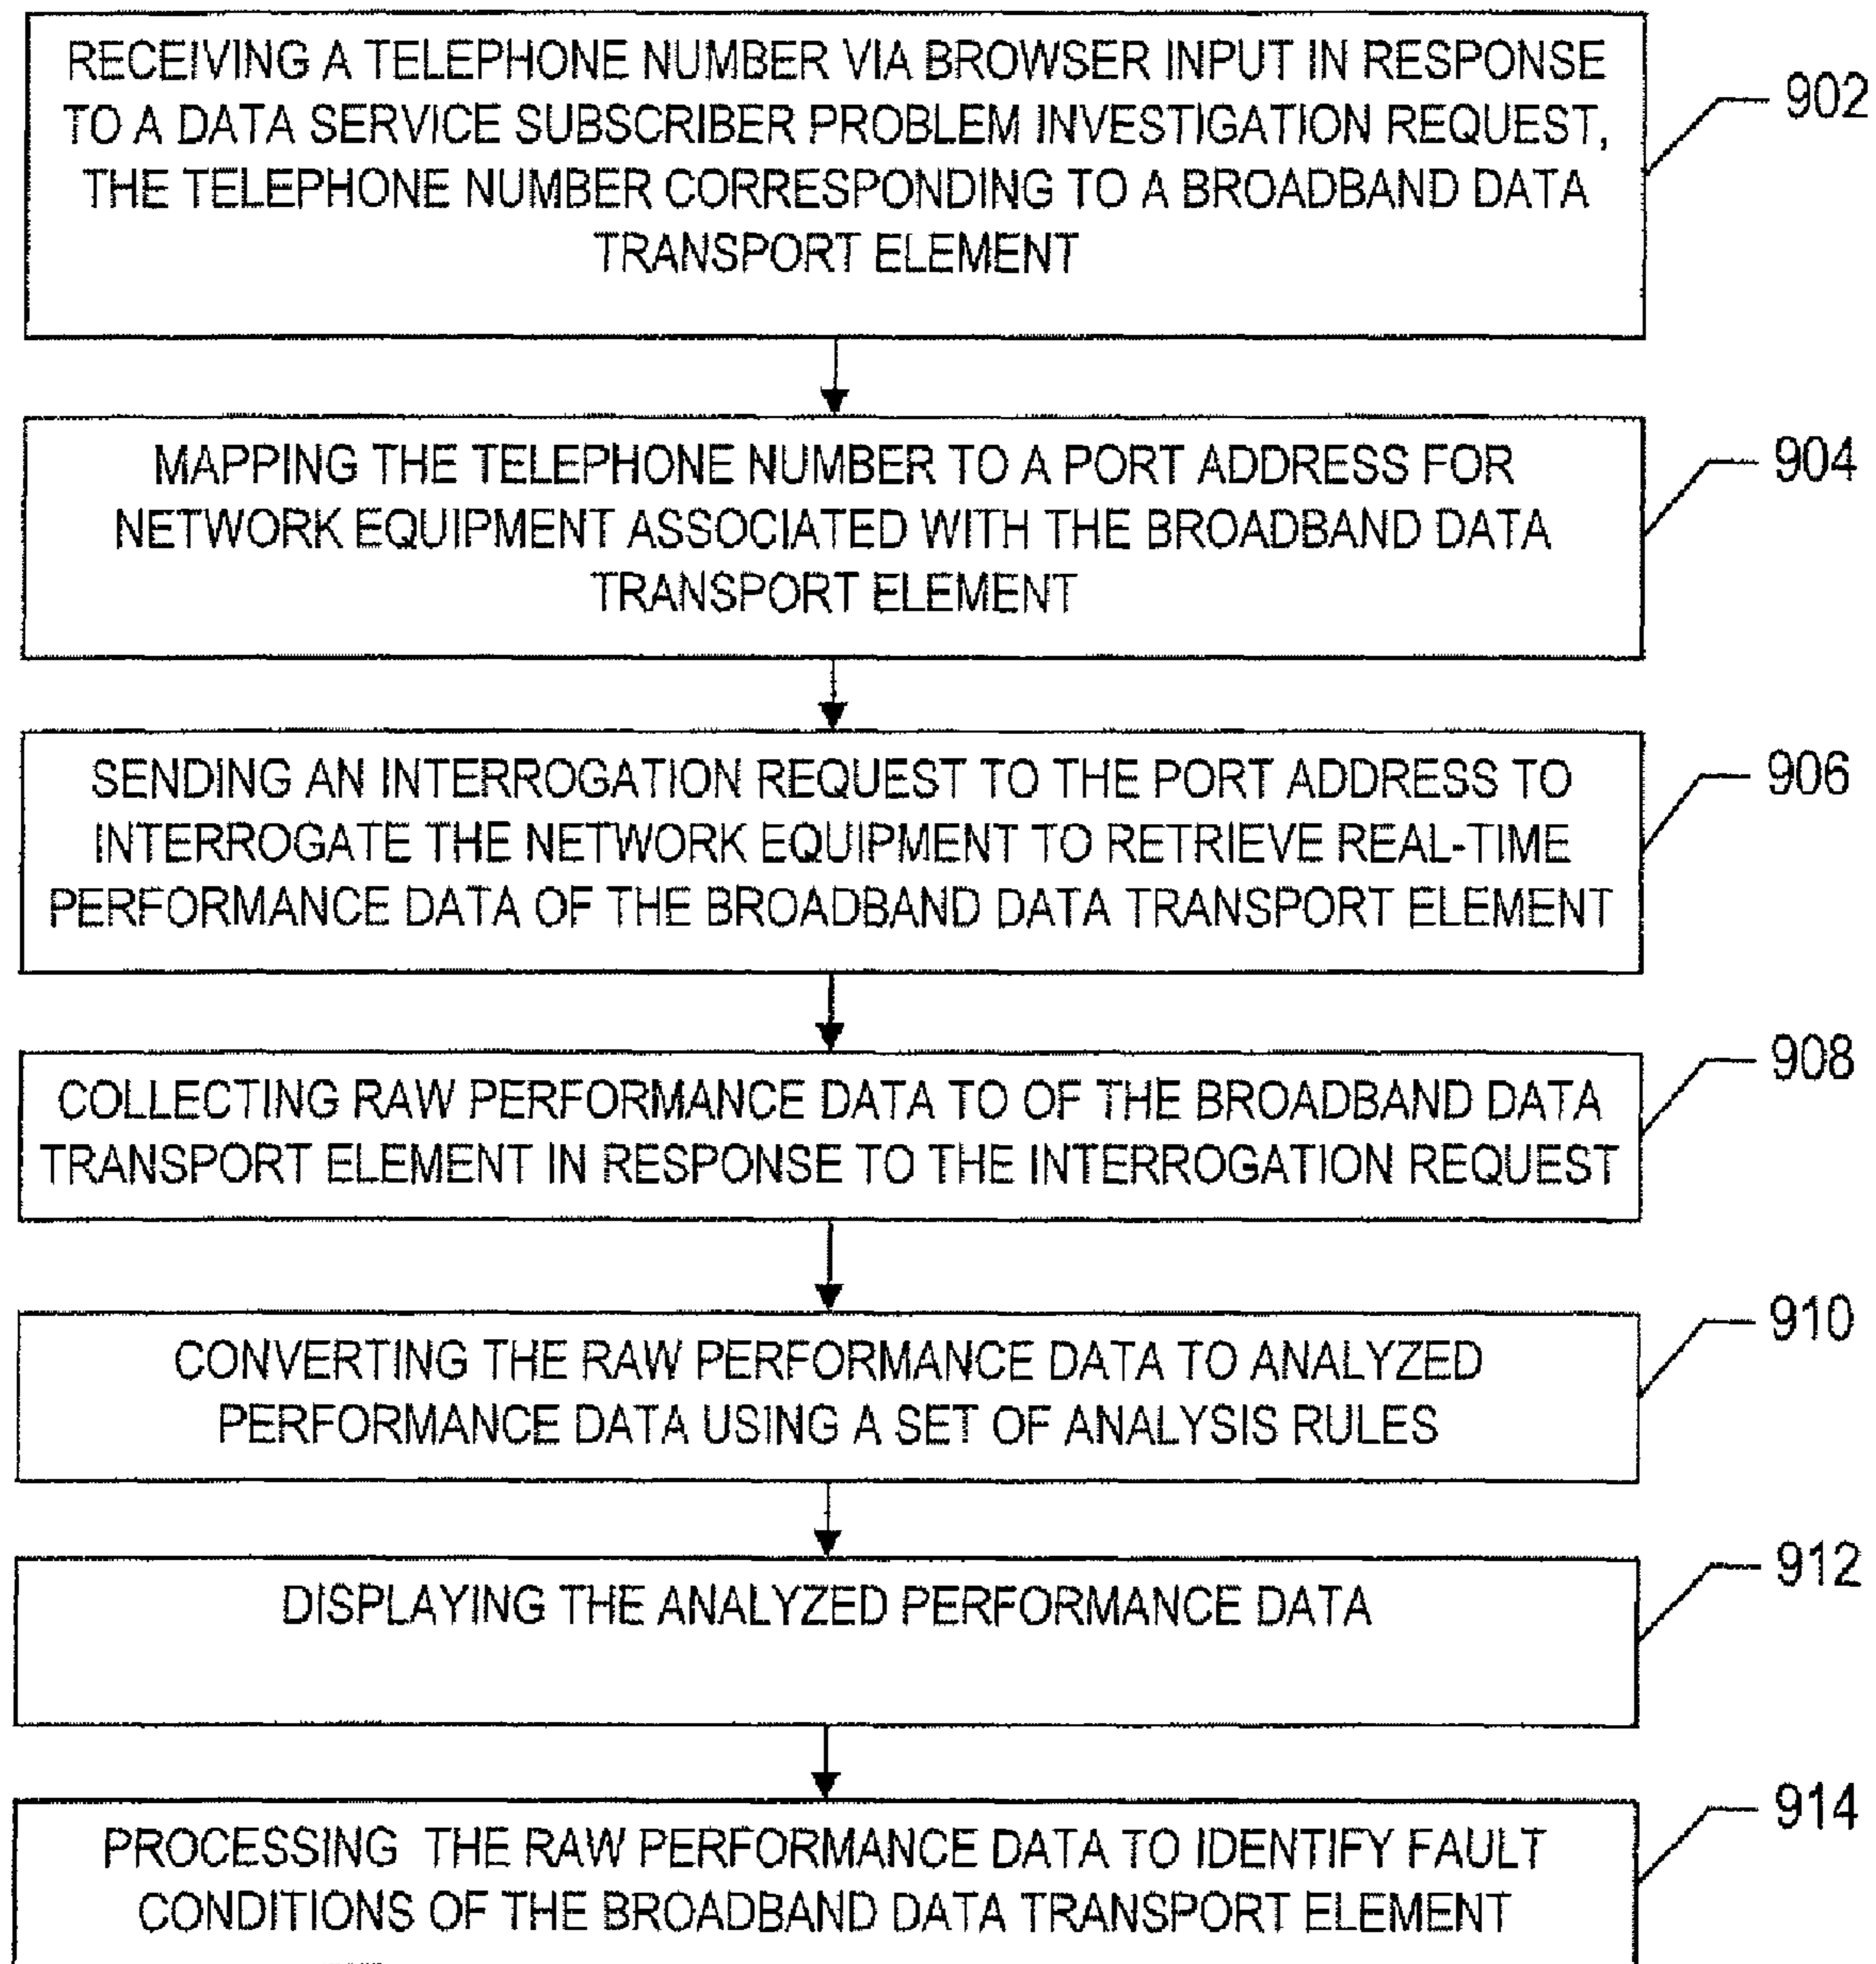 RECEIVING A TELEPHONE NUMBER VIA BROWSER INPUT IN RESPONSE
TO A DATA SERVICE SUBSCRIBER PROBLEM INVESTIGATION REQUEST,
THE TELEPHONE NUMBER CORRESPONDING TO A BROADBAND DATA
TRANSPORT ELEMENT
902
MAPPING THE TELEPHONE NUMBER TO A PORT ADDRESS FOR
NETWORK EQUIPMENT ASSOCIATED WITH THE BROADBAND DATA
TRANSPORT ELEMENT
904
SENDING AN INTERROGATION REQUEST TO THE PORT ADDRESS TO
INTERROGATE THE NETWORK EQUIPMENT TO RETRIEVE REAL-TIME
PERFORMANCE DATA OF THE BROADBAND DATA TRANSPORT ELEMENT
906
COLLECTING RAW PERFORMANCE DATA TO OF THE BROADBAND DATA
TRANSPORT ELEMENT IN RESPONSE TO THE INTERROGATION REQUEST
908
CONVERTING THE RAW PERFORMANCE DATA TO ANALYZED
PERFORMANCE DATA USING A SET OF ANALYSIS RULES
910
DISPLAYING THE ANALYZED PERFORMANCE DATA
912
PROCESSING THE RAW PERFORMANCE DATA TO IDENTIFY FAULT
CONDITIONS OF THE BROADBAND DATA TRANSPORT ELEMENT
914